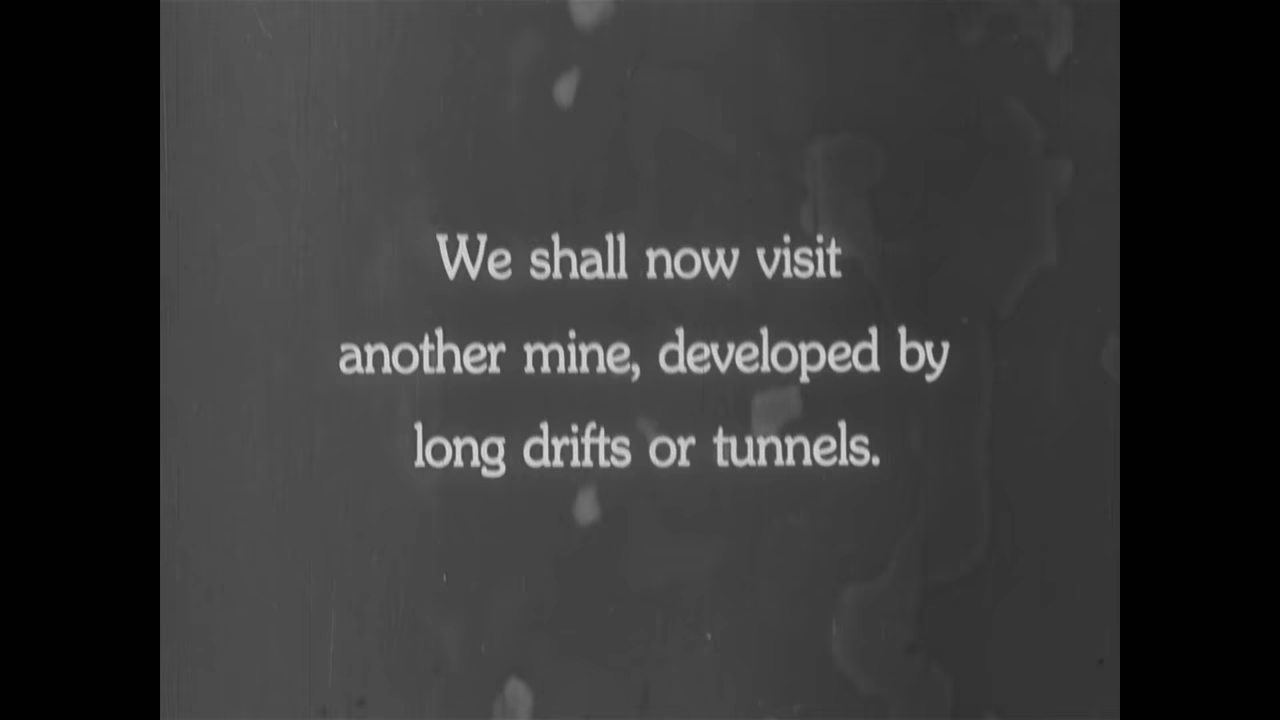 We shall now visit
another mine, developed by
long drifts or tunnels.